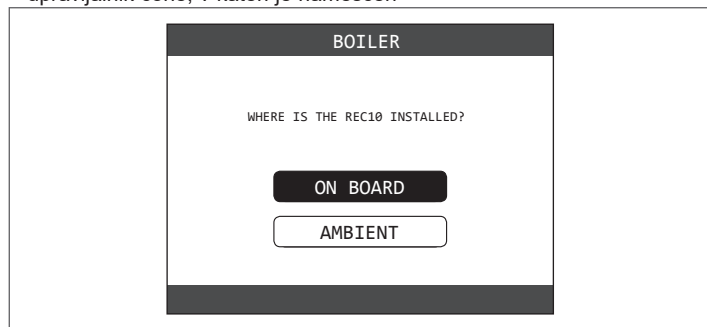 BOILER
WHERE IS THE REC10 INSTALLED?
ON BOARD
AMBIENT